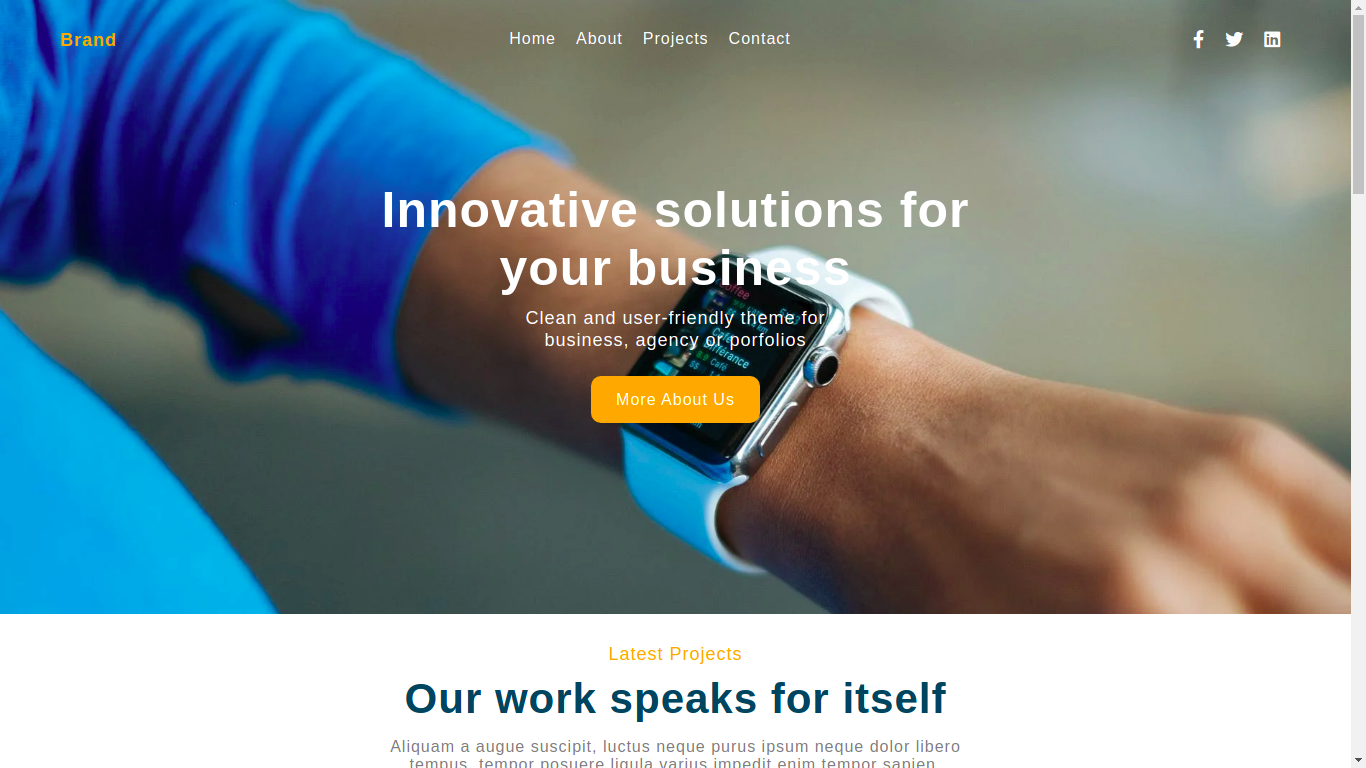 Brand
Home About Projects Contact
Innovative solutions for
your business
Clean and user-friendly theme for
business, agency or porfolios
More About Us
Latest Projects
Our work speaks for itself
Aliquam a augue suscipit, luctus neque purus ipsum neque dolor libero
tempus, tempor posuere ligula varius impedit enim tempor sapien